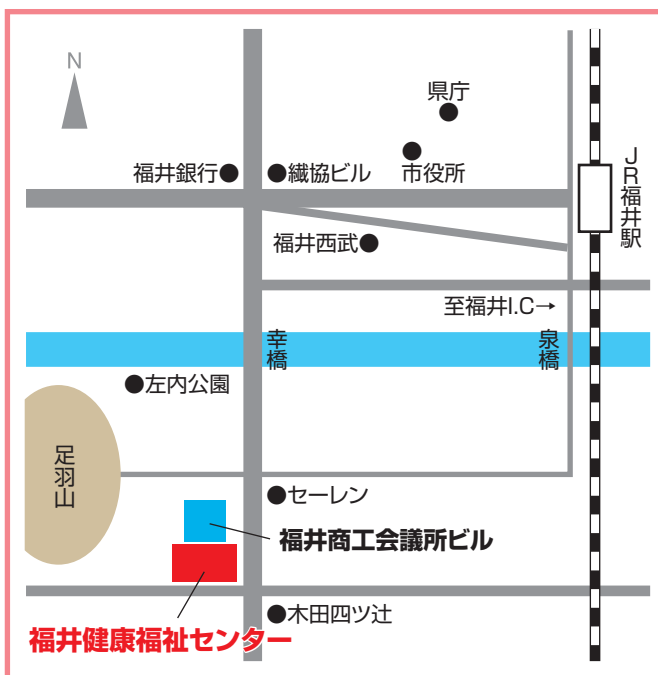 N
県庁
福井銀行
繊協ビル
市役所
JR福井駅
福井西武
至福井I.C→
幸橋
泉橋
左内公園
足羽山
セーレン
福井商工会議所ビル
木田四ツ辻
福井健康福祉センター